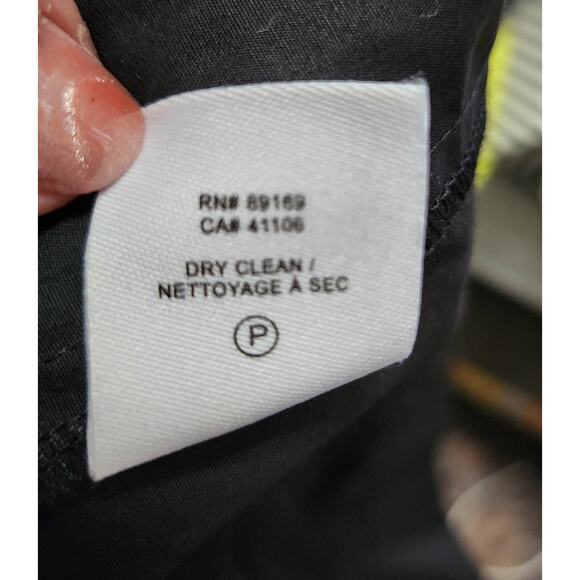 RN# 89169
CA# 41106
DRY CLEAN /
NETTOYAGE À SEC
P